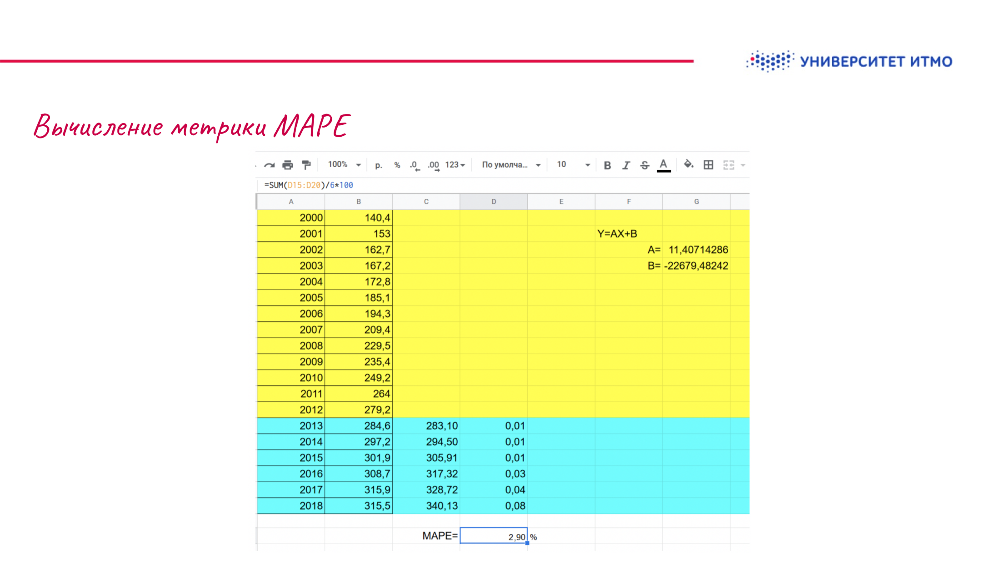 УНИВЕРСИТЕТ ИТМО
Вычисление метрики MAPE
100% р. % .0 .00 123 По умолча... 10 B I S A
=SUM(D15:D20)/6*100
A B C D E F G
2000 140,4
2001 153 Y=AX+B
2002 162,7 A= 11,40714286
2003 167,2 B= -22679,48242
2004 172,8
2005 185,1
2006 194,3
2007 209,4
2008 229,5
2009 235,4
2010 249,2
2011 264
2012 279,2
2013 284,6 283,10 0,01
2014 297,2 294,50 0,01
2015 301,9 305,91 0,01
2016 308,7 317,32 0,03
2017 315,9 328,72 0,04
2018 315,5 340,13 0,08
MAPE= 2,90 %